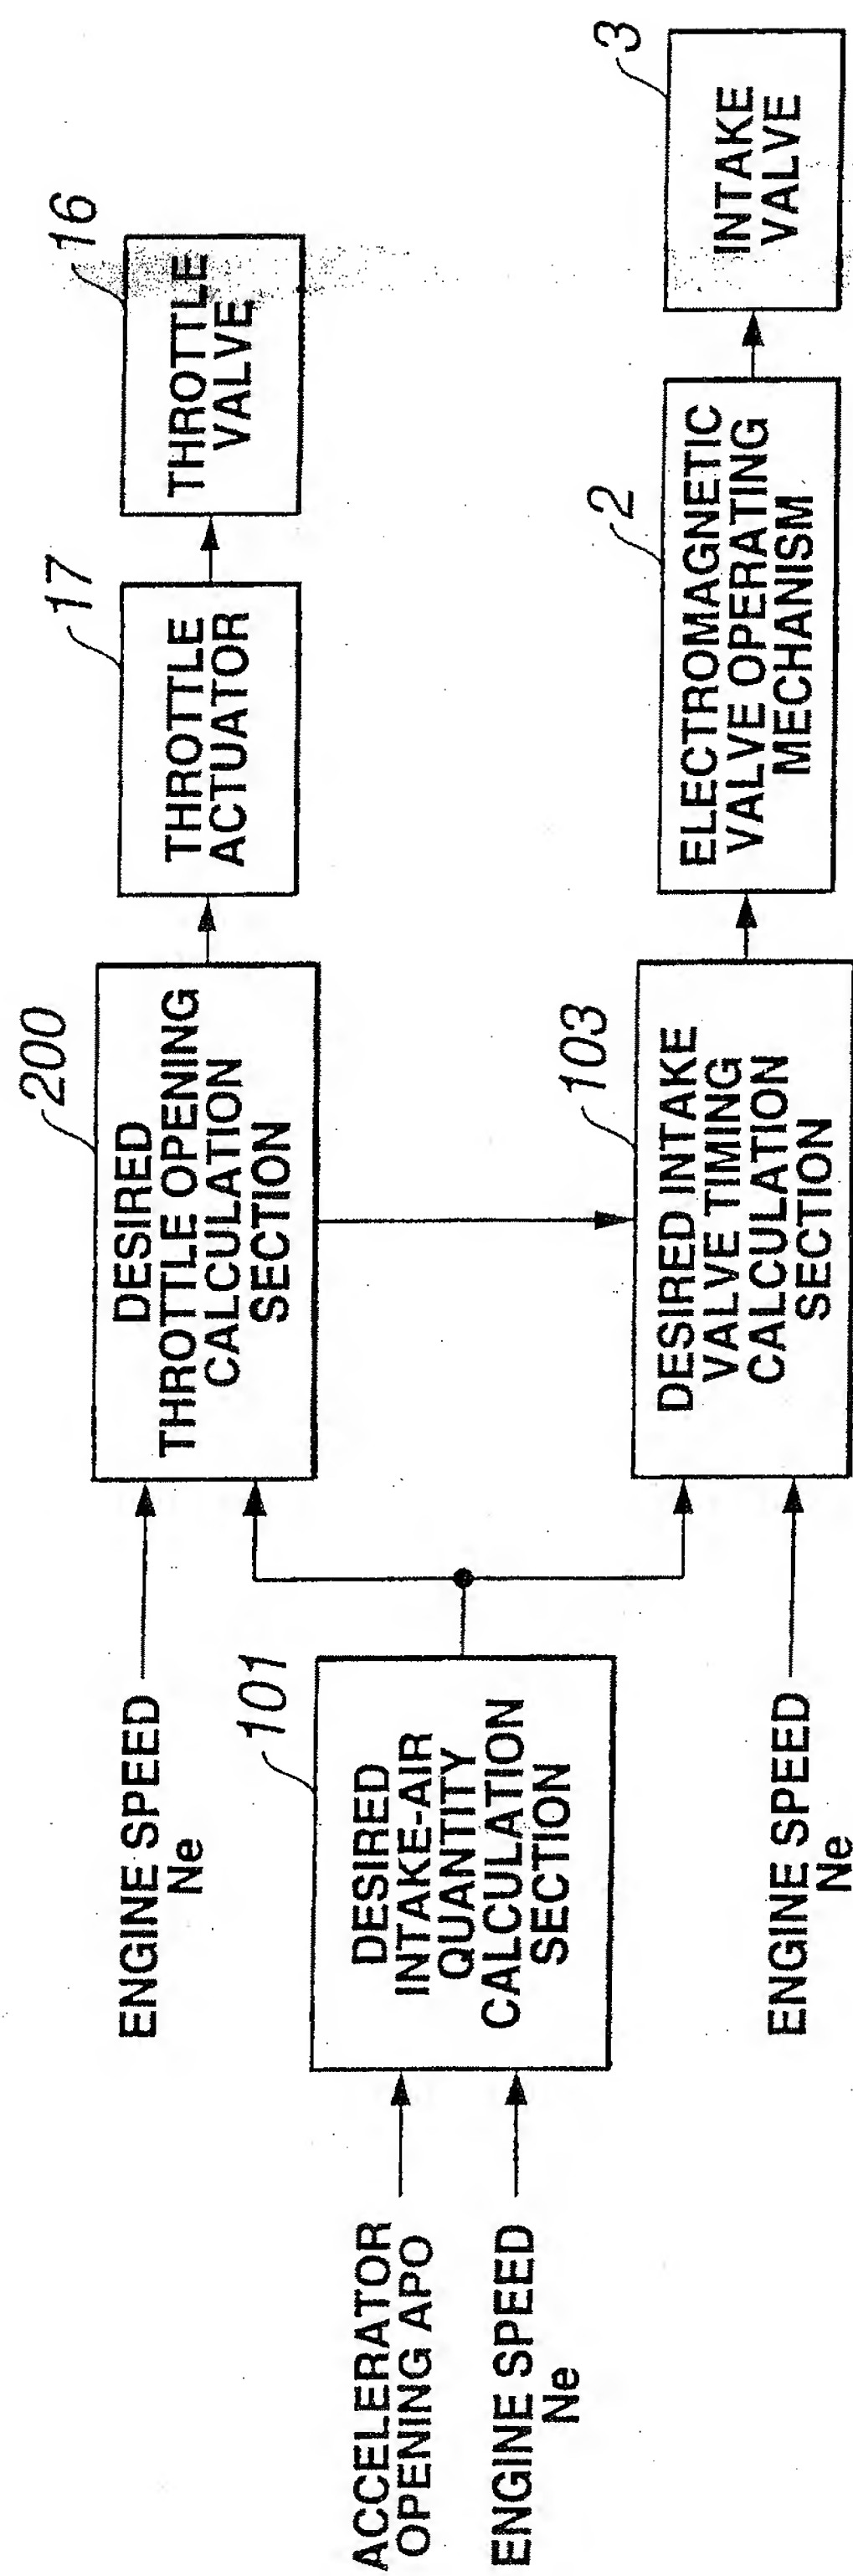 ACCELERATOR
OPENING APO
ENGINE SPEED
Ne
101
DESIRED
INTAKE-AIR
QUANTITY
CALCULATION
SECTION
ENGINE SPEED
Ne
200
DESIRED
THROTTLE OPENING
CALCULATION
SECTION
17
THROTTLE
ACTUATOR
16
THROTTLE
VALVE
ENGINE SPEED
Ne
103
DESIRED INTAKE
VALVE TIMING
CALCULATION
SECTION
2
ELECTROMAGNETIC
VALVE OPERATING
MECHANISM
3
INTAKE
VALVE